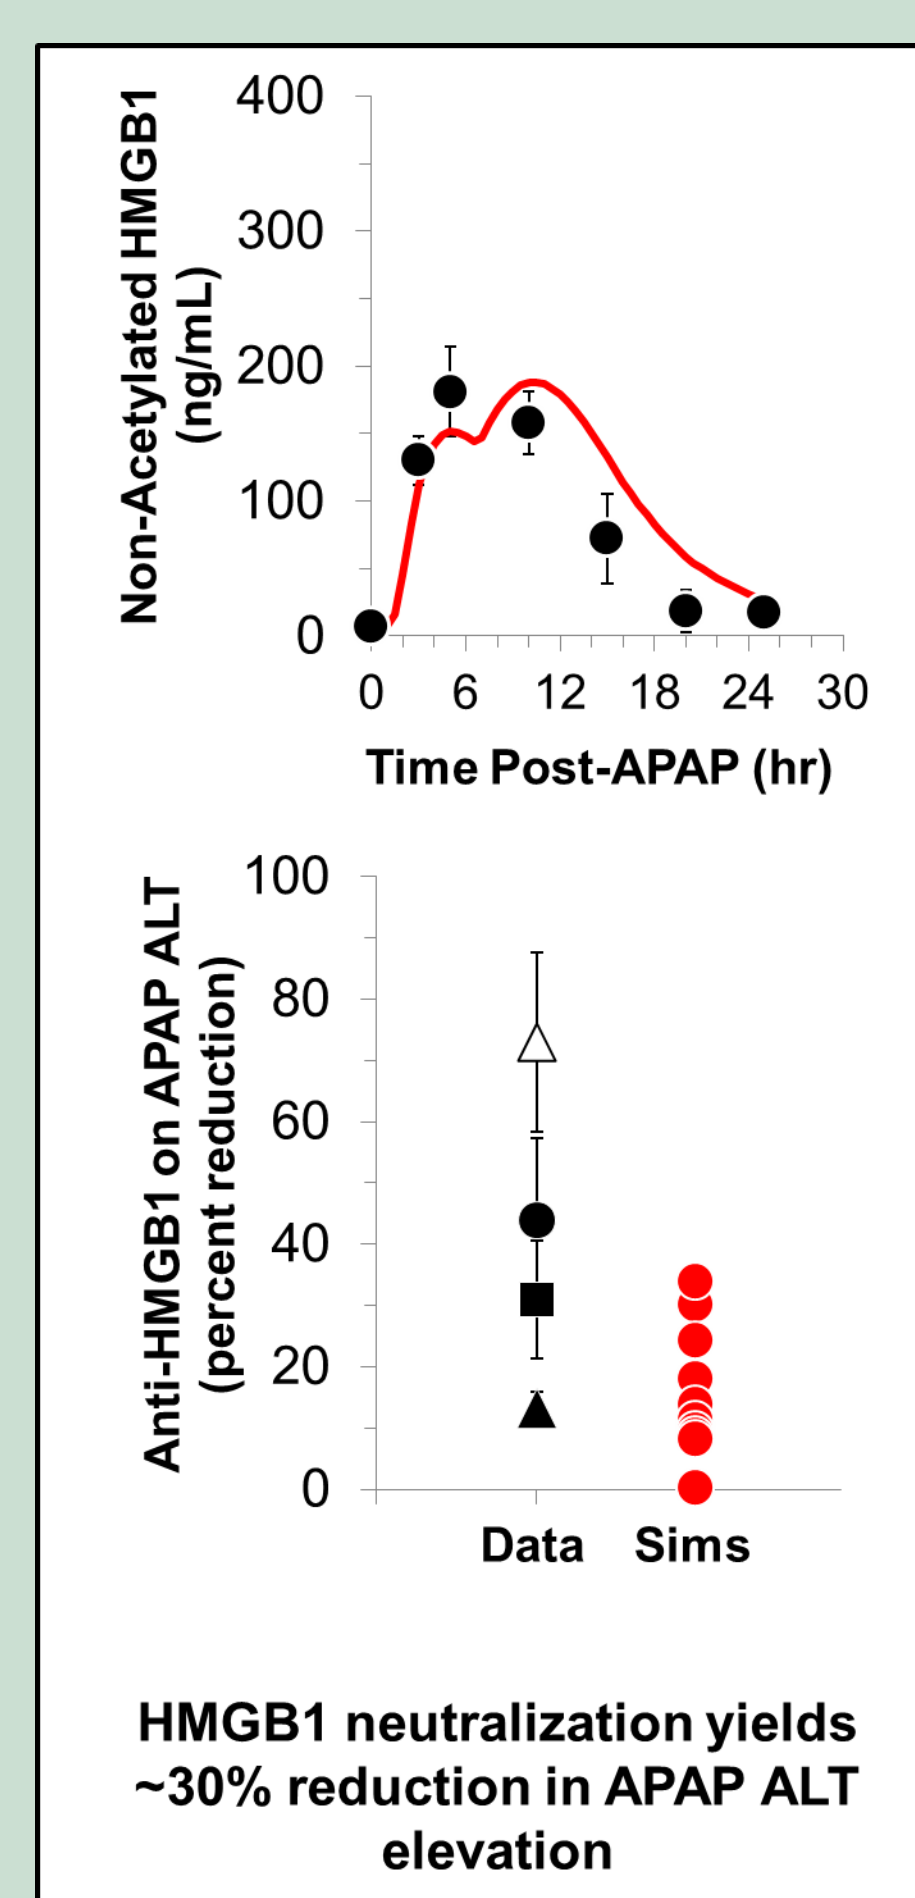 Non-Acetylated HMGB1
(ng/mL)
400
300
200
100
0
0 6 12 18 24 30
Time Post-APAP (hr)
Anti-HMGB1 on APAP ALT
(percent reduction)
100
80
60
40
20
0
Data Sims
HMGB1 neutralization yields
~30% reduction in APAP ALT
elevation